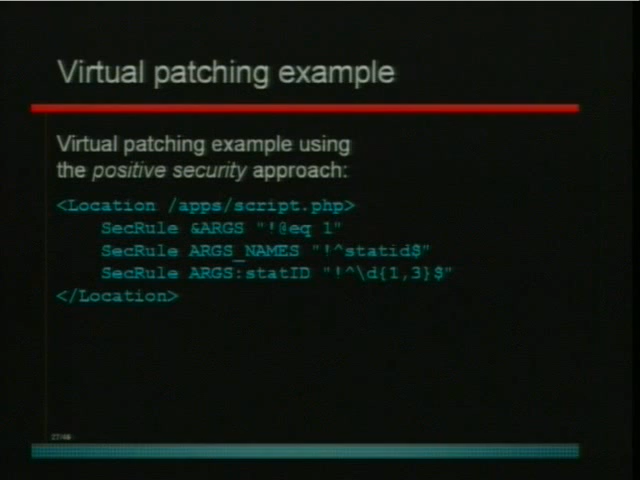 Virtual patching example
Virtual patching example using
the positive security approach:
<Location /apps/script.php>
SecRule &ARGS "!@eq 1"
SecRule ARGS_NAMES "!^statid$"
SecRule ARGS:statID "!^\d{1,3}$"
</Location>